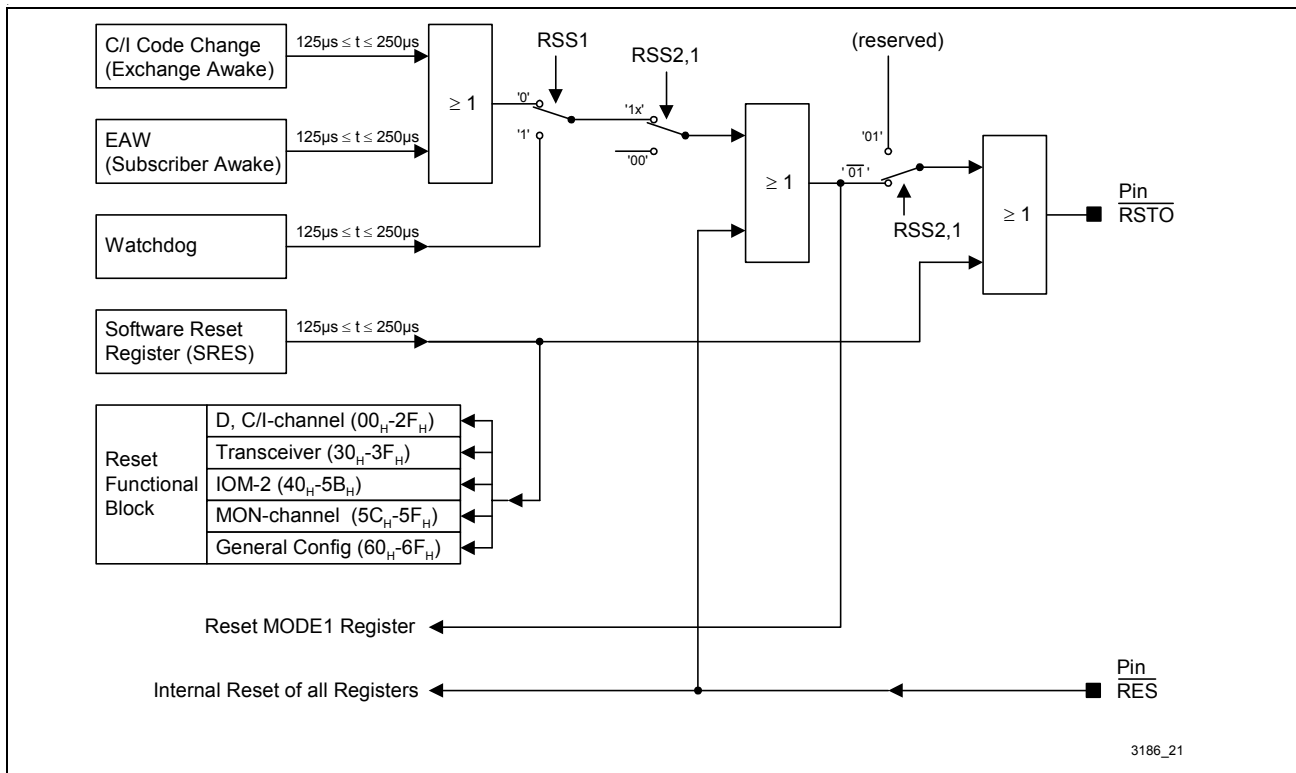 C/I Code Change
(Exchange Awake)
125µs ≤ t ≤ 250µs
EAW
(Subscriber Awake)
125µs ≤ t ≤ 250µs
Watchdog
125µs ≤ t ≤ 250µs
Software Reset
Register (SRES)
125µs ≤ t ≤ 250µs
≥ 1
RSS1
'0'
'1'
RSS2,1
'1x'
'00'
≥ 1
(reserved)
'01'
'01'
RSS2,1
≥ 1
Pin
RSTO
Reset
Functional
Block
D, C/I-channel (00H-2FH)
Transceiver (30H-3FH)
IOM-2 (40H-5BH)
MON-channel (5CH-5FH)
General Config (60H-6FH)
Reset MODE1 Register
Internal Reset of all Registers
Pin
RES
3186_21